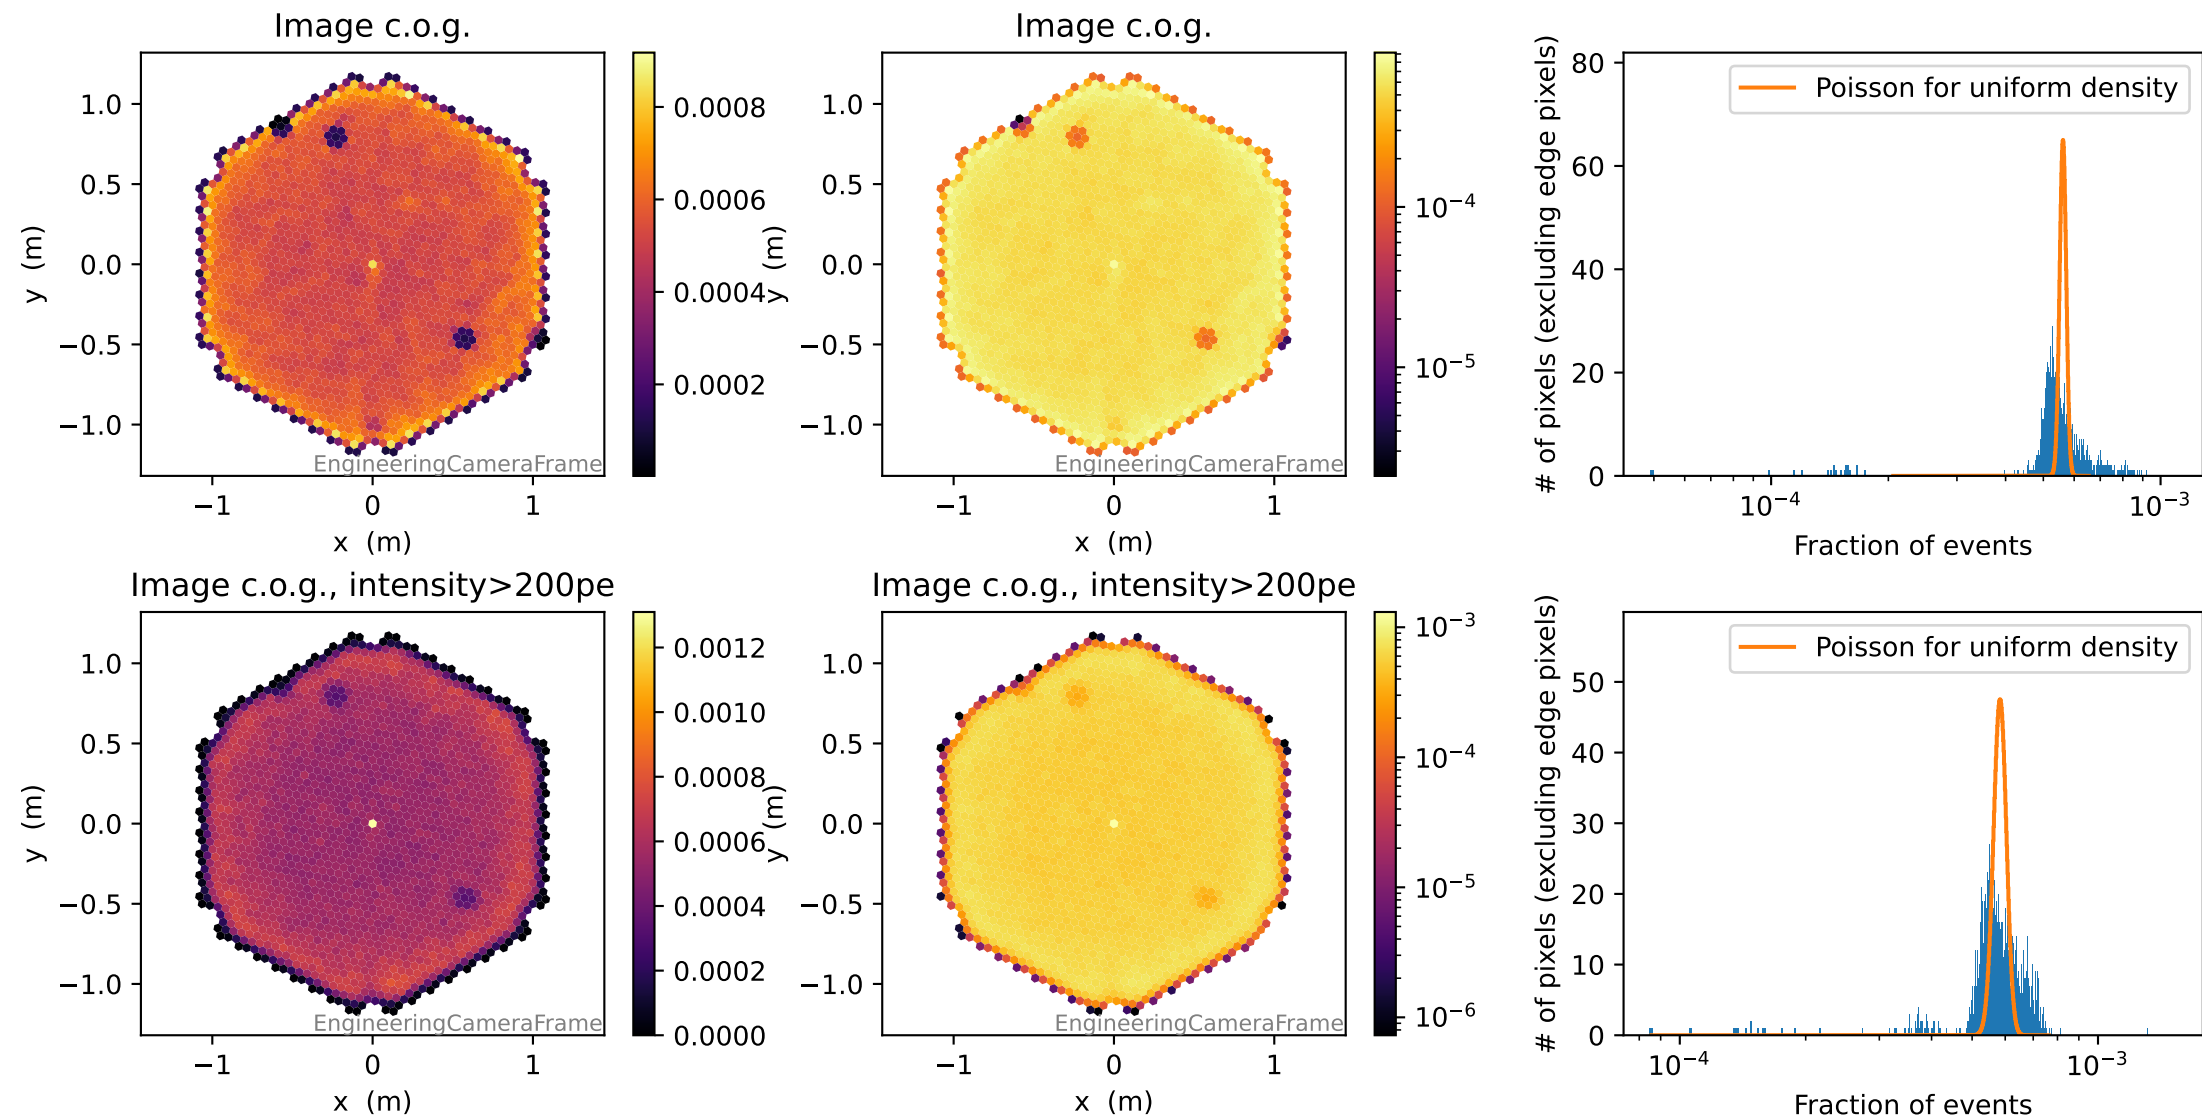 Image c.o.g.
y (m)
1.0
0.5
0.0
−0.5
−1.0
−1
0
1
x (m)
EngineeringCameraFrame
0.0008
0.0006
0.0004
0.0002
Image c.o.g.
y (m)
1.0
0.5
0.0
−0.5
−1.0
−1
0
1
x (m)
EngineeringCameraFrame
10⁻⁴
10⁻⁵
# of pixels (excluding edge pixels)
80
60
40
20
0
Poisson for uniform density
10⁻⁴
10⁻³
Fraction of events
Image c.o.g., intensity>200pe
y (m)
1.0
0.5
0.0
−0.5
−1.0
−1
0
1
x (m)
EngineeringCameraFrame
0.0012
0.0010
0.0008
0.0006
0.0004
0.0002
0.0000
Image c.o.g., intensity>200pe
y (m)
1.0
0.5
0.0
−0.5
−1.0
−1
0
1
x (m)
EngineeringCameraFrame
10⁻³
10⁻⁴
10⁻⁵
10⁻⁶
# of pixels (excluding edge pixels)
50
40
30
20
10
0
Poisson for uniform density
10⁻⁴
10⁻³
Fraction of events